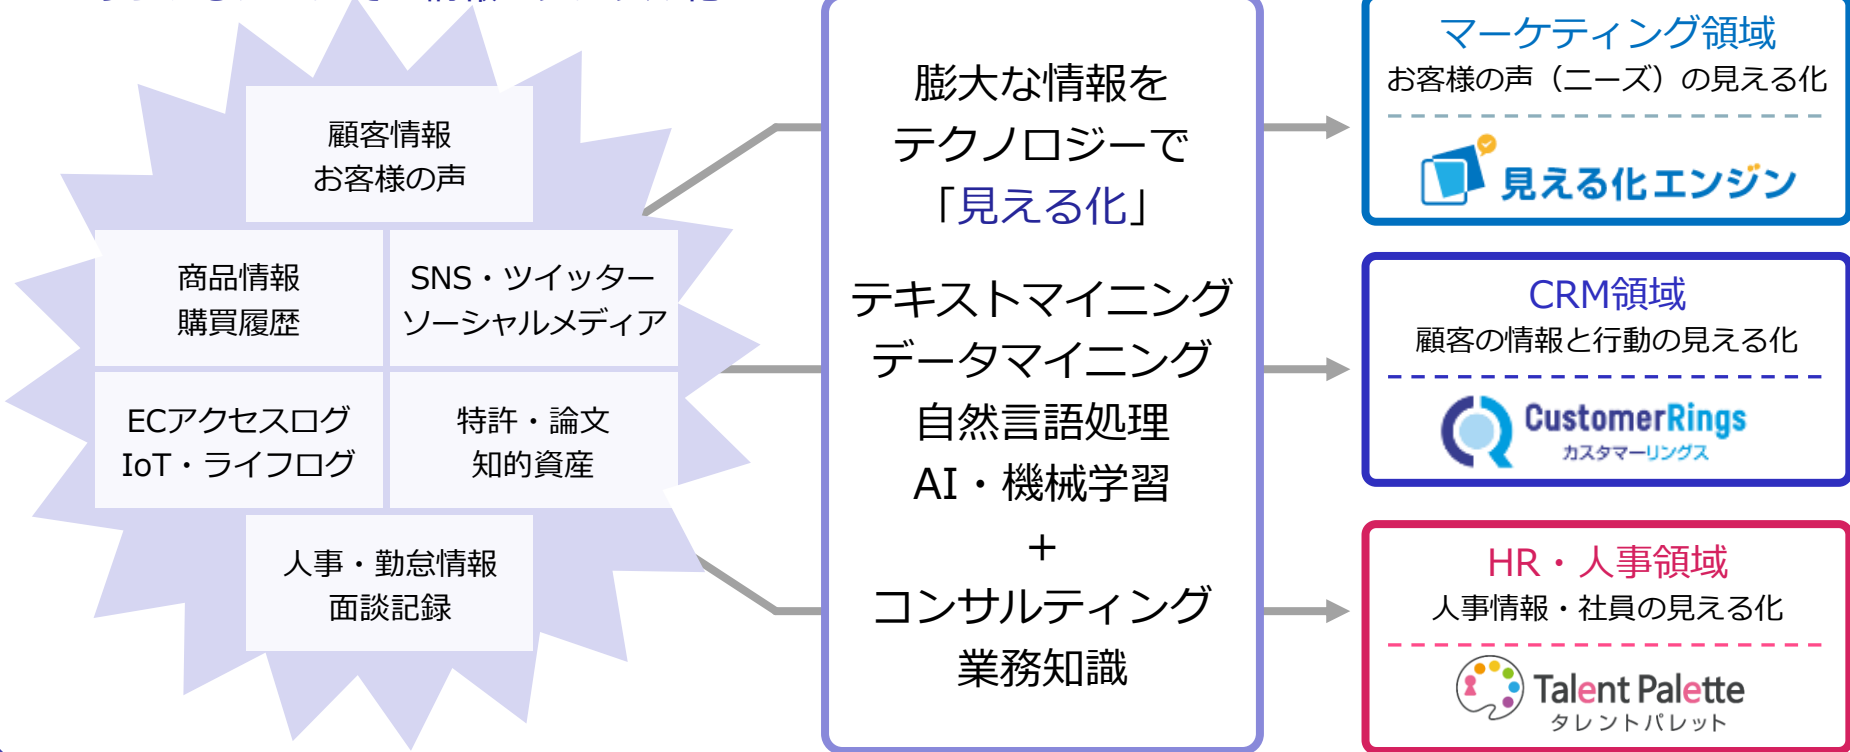 顧客情報
お客様の声
商品情報
購買履歴
SNS・ツイッター
ソーシャルメディア
ECアクセスログ
IoT・ライフログ
特許・論文
知的資産
人事・勤怠情報
面談記録
膨大な情報を
テクノロジーで
「見える化」
テキストマイニング
データマイニング
自然言語処理
AI・機械学習
+
コンサルティング
業務知識
マーケティング領域
お客様の声（ニーズ）の見える化
見える化エンジン
CRM領域
顧客の情報と行動の見える化
CustomerRings
カスタマーリングス
HR・人事領域
人事情報・社員の見える化
Talent Palette
タレントパレット